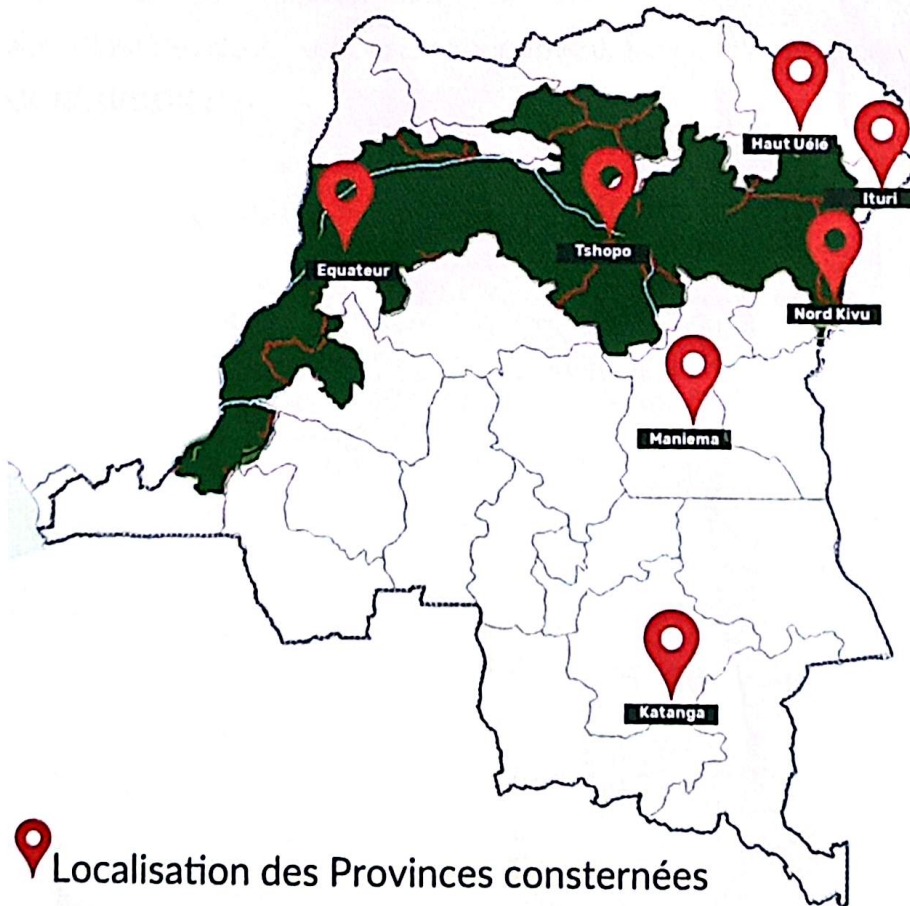 Haut Uélé
Ituri
Tshopo
Equateur
Nord Kivu
Maniema
Katanga
Localisation des Provinces consternées